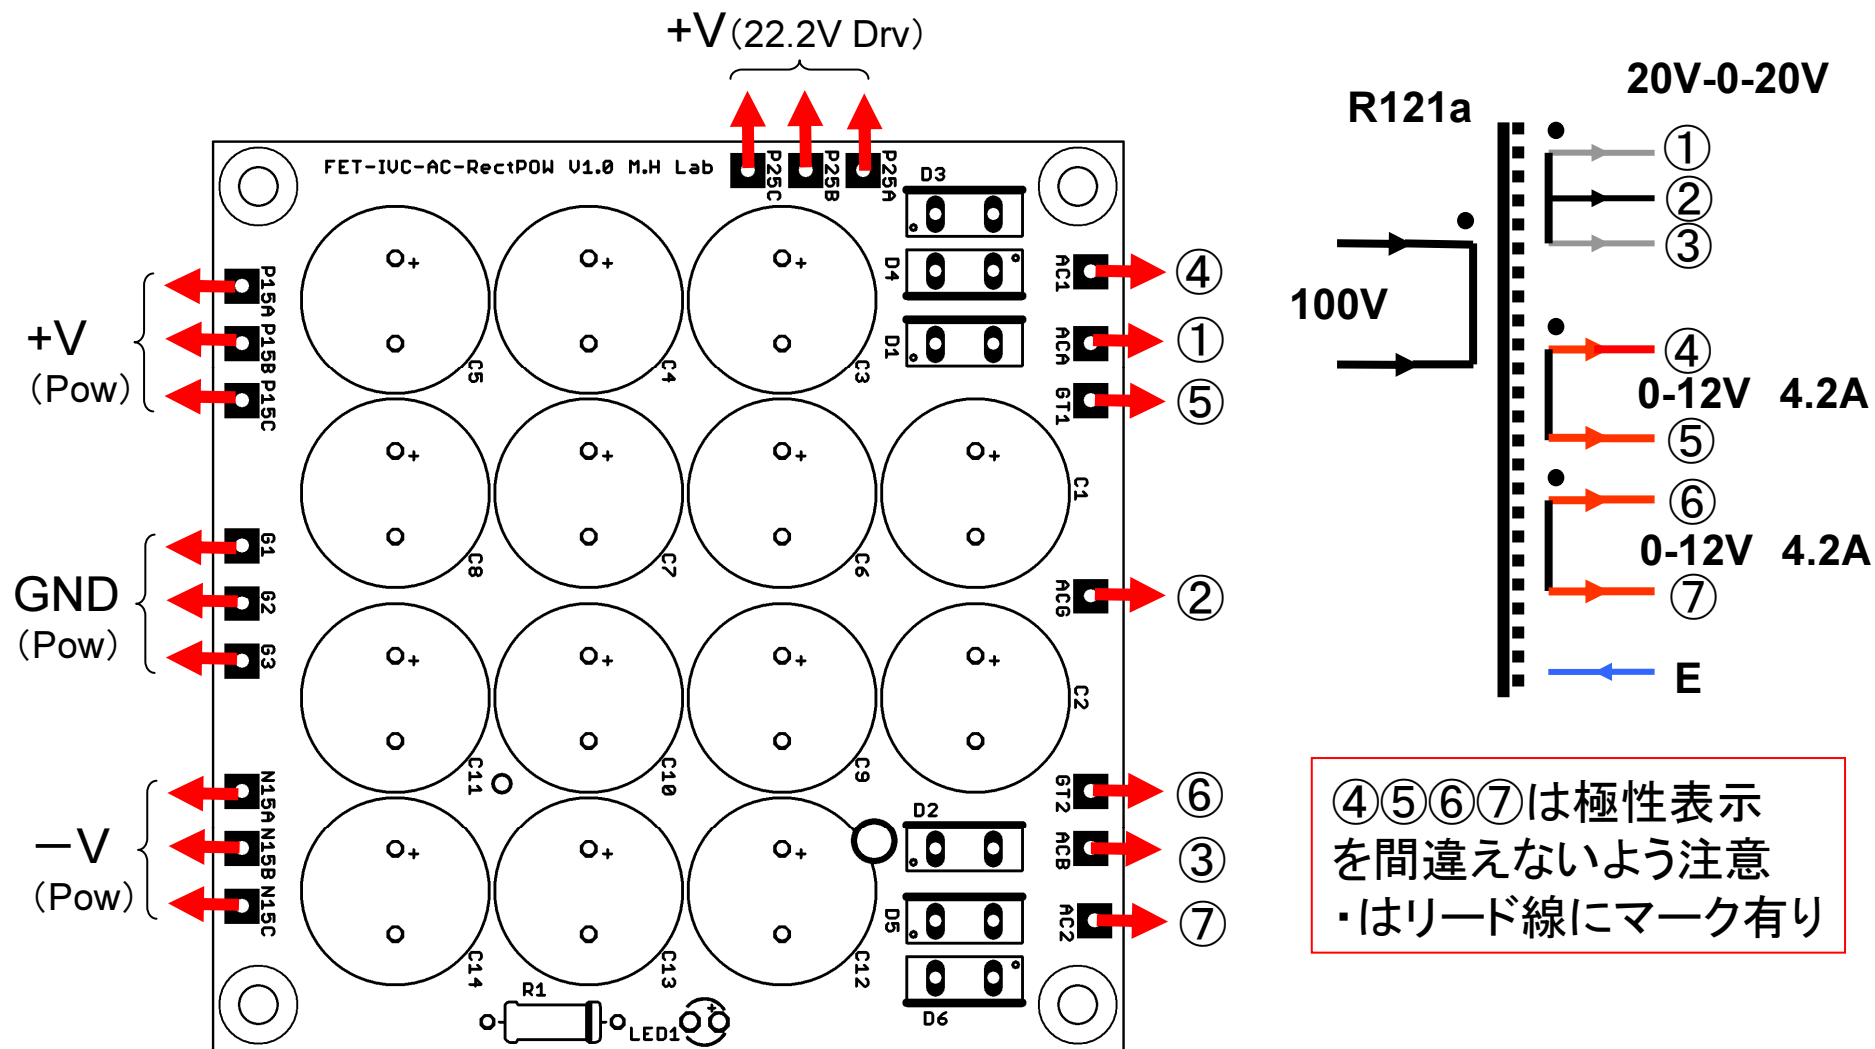 +V(22.2V Drv)
FET-IVC-AC-RectPOW V1.0 M.H Lab
P25C
P25B
P25A
D3
D4
D1
AC1
④
ACA
①
GT1
⑤
P15A
P15B
P15C
+V
(Pow)
C5
C4
C3
C8
C7
C6
C1
G1
G2
G3
GND
(Pow)
ACG
②
C11
C10
C9
C2
N15A
N15B
N15C
−V
(Pow)
GT2
⑥
D2
ACB
③
D5
AC2
⑦
C14
C13
C12
R1
LED1
D6
20V-0-20V
R121a
①
②
③
100V
④
0-12V 4.2A
⑤
⑥
0-12V 4.2A
⑦
E
④⑤⑥⑦は極性表示
を間違えないよう注意
・はリード線にマーク有り